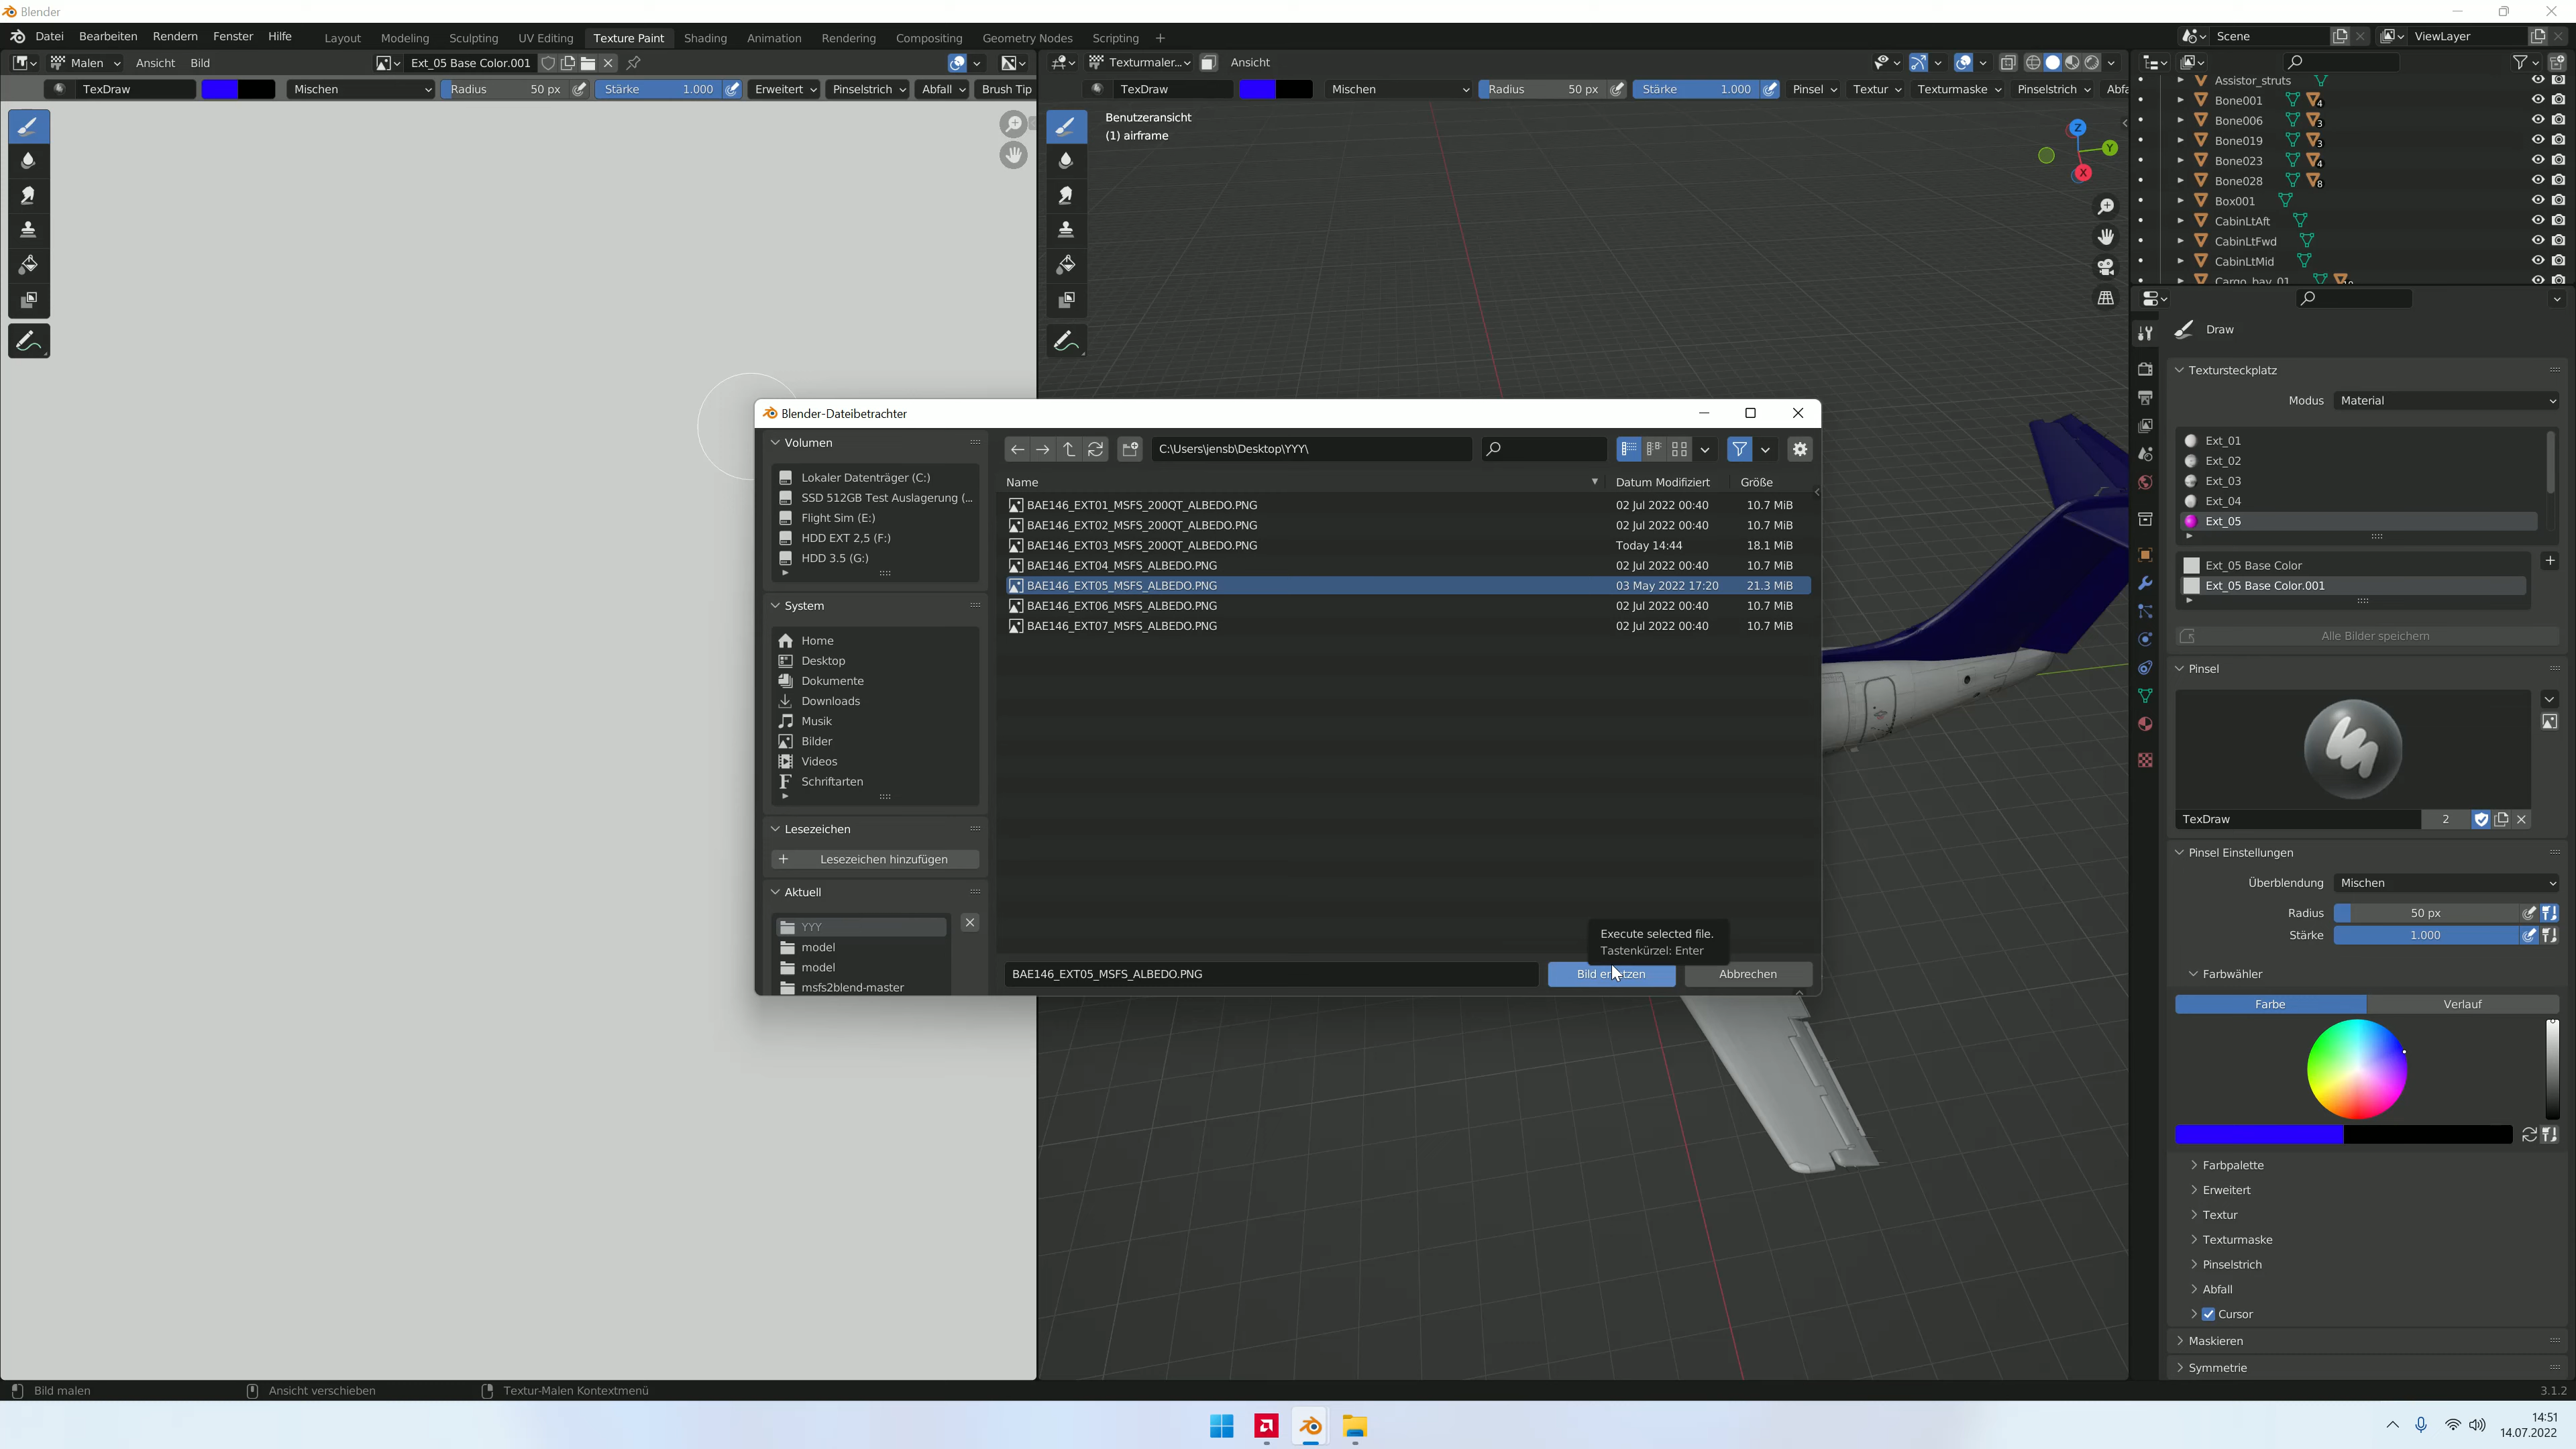 Blender
Datei Bearbeiten Rendern Fenster Hilfe Layout Modeling Sculpting UV Editing Texture Paint Shading Animation Rendering Compositing Geometry Nodes Scripting + Scene ViewLayer
Malen Ansicht Bild Ext_05 Base Color.001 Texturmaler... Ansicht
TexDraw Mischen Radius 50 px Stärke 1.000 Erweitert Pinselstrich Abfall Brush Tip
TexDraw Mischen Radius 50 px Stärke 1.000 Pinsel Textur Texturmaske Pinselstrich Abfa
Benutzeransicht
(1) airframe
Z
Y
X
Assistor_struts
Bone001 4
Bone006 3
Bone019 3
Bone023 4
Bone028 8
Box001
CabinLtAft
CabinLtFwd
CabinLtMid
Cargo_bay_01
Draw
Textursteckplatz
Modus Material
Ext_01
Ext_02
Ext_03
Ext_04
Ext_05
Ext_05 Base Color
Ext_05 Base Color.001
Alle Bilder speichern
Pinsel
TexDraw 2
Pinsel Einstellungen
Überblendung Mischen
Radius 50 px
Stärke 1.000
Farbwähler
Farbe Verlauf
Farbpalette
Erweitert
Textur
Texturmaske
Pinselstrich
Abfall
Cursor
Maskieren
Symmetrie
Blender-Dateibetrachter
Volumen
Lokaler Datenträger (C:)
SSD 512GB Test Auslagerung (...
Flight Sim (E:)
HDD EXT 2,5 (F:)
HDD 3.5 (G:)
System
Home
Desktop
Dokumente
Downloads
Musik
Bilder
Videos
Schriftarten
Lesezeichen
Lesezeichen hinzufügen
Aktuell
YYY
model
model
msfs2blend-master
C:\Users\jensb\Desktop\YYY\
Name Datum Modifiziert Größe
BAE146_EXT01_MSFS_200QT_ALBEDO.PNG 02 Jul 2022 00:40 10.7 MiB
BAE146_EXT02_MSFS_200QT_ALBEDO.PNG 02 Jul 2022 00:40 10.7 MiB
BAE146_EXT03_MSFS_200QT_ALBEDO.PNG Today 14:44 18.1 MiB
BAE146_EXT04_MSFS_ALBEDO.PNG 02 Jul 2022 00:40 10.7 MiB
BAE146_EXT05_MSFS_ALBEDO.PNG 03 May 2022 17:20 21.3 MiB
BAE146_EXT06_MSFS_ALBEDO.PNG 02 Jul 2022 00:40 10.7 MiB
BAE146_EXT07_MSFS_ALBEDO.PNG 02 Jul 2022 00:40 10.7 MiB
Execute selected file.
Tastenkürzel: Enter
BAE146_EXT05_MSFS_ALBEDO.PNG Bild ersetzen Abbrechen
Bild malen Ansicht verschieben Textur-Malen Kontextmenü 3.1.2
14:51
14.07.2022